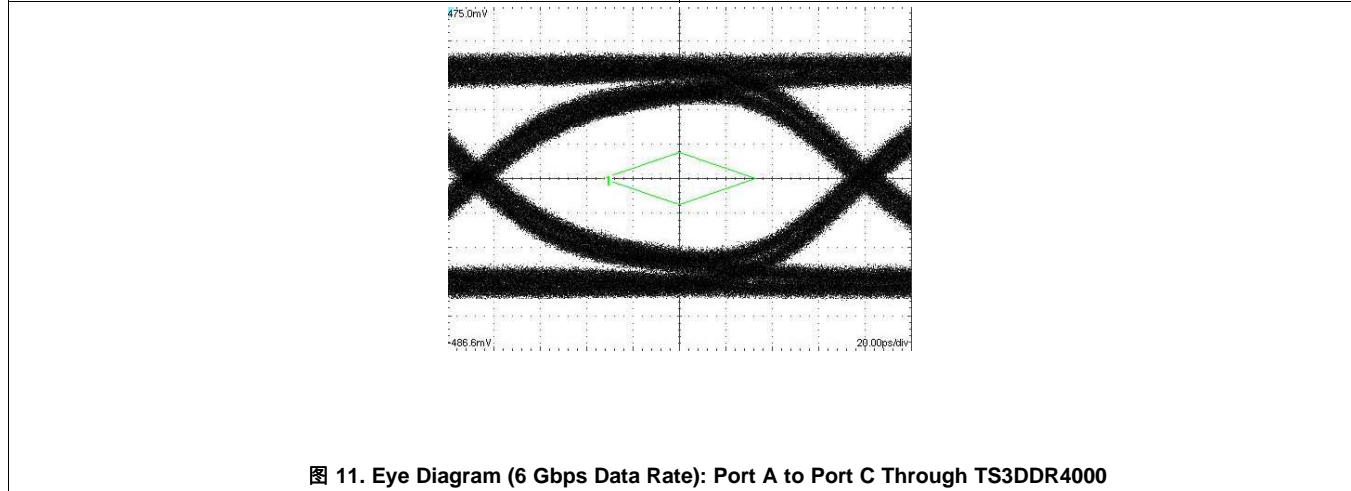 475.0mV
1
-486.6mV
20.00ps/div
图 11. Eye Diagram (6 Gbps Data Rate): Port A to Port C Through TS3DDR4000